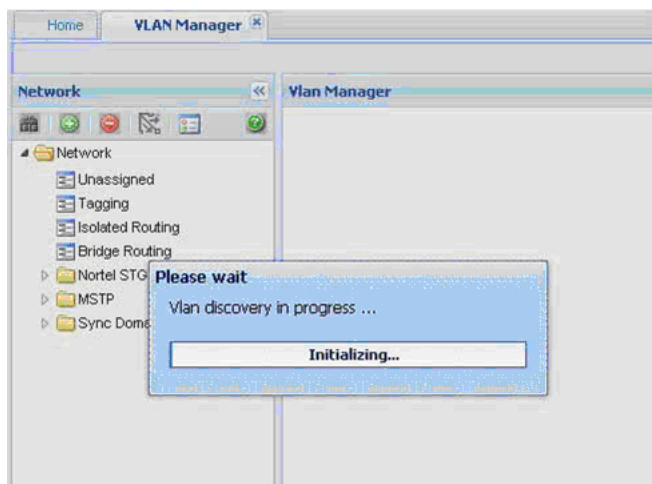 Home
VLAN Manager
Network
Vlan Manager
Network
Unassigned
Tagging
Isolated Routing
Bridge Routing
Nortel STG
MSTP
Sync Doma
Please wait
Vlan discovery in progress ...
Initializing...